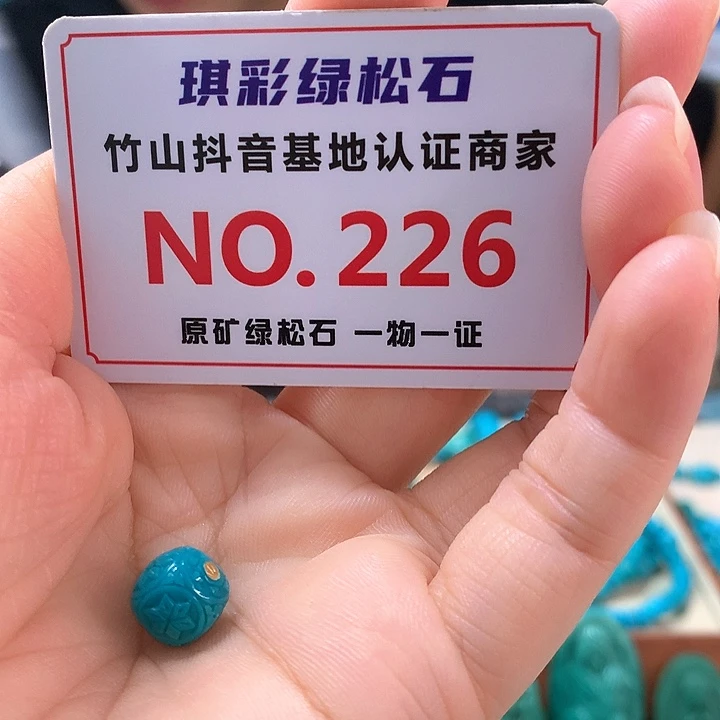 琪彩绿松石
竹山抖音基地认证商家
NO.226
原矿绿松石 一物一证